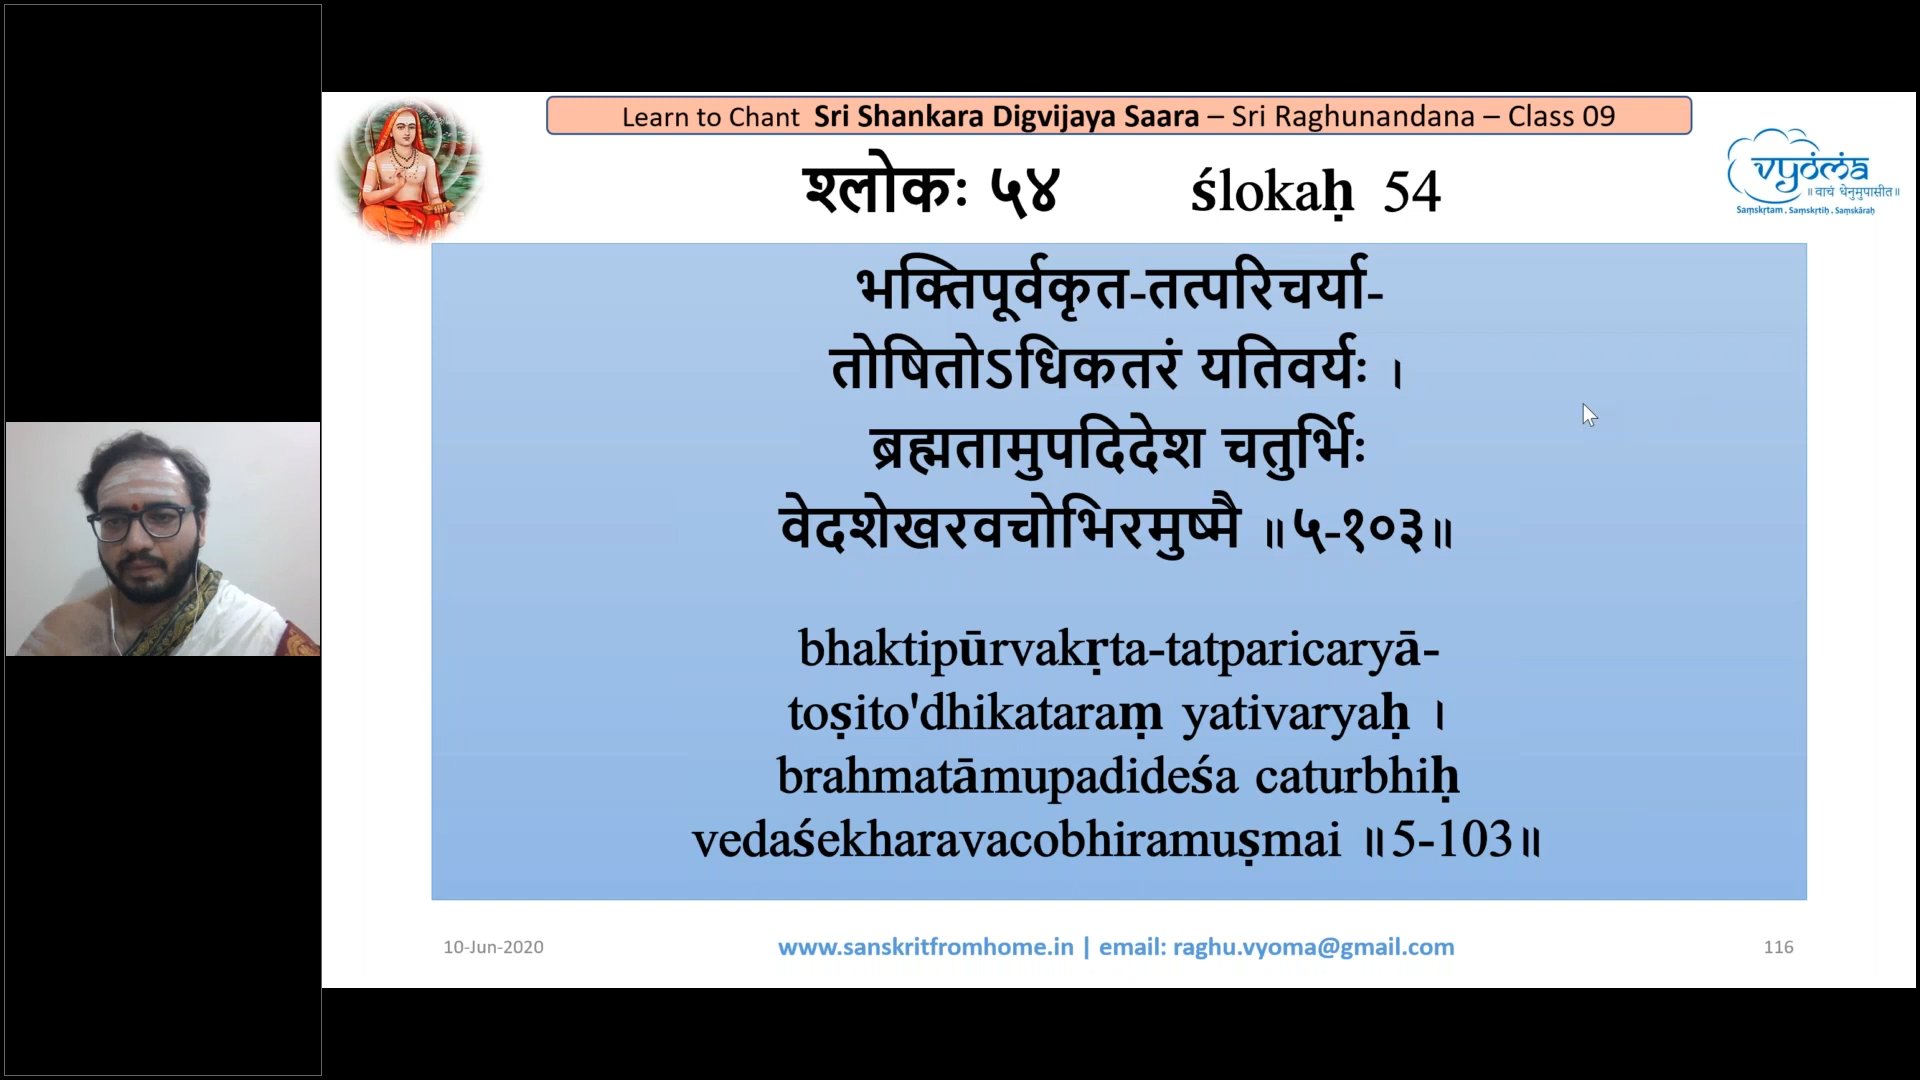 Learn to Chant Sri Shankara Digvijaya Saara – Sri Raghunandana – Class 09
vyoma
॥ वाचं धेनुमुपासीत॥
Saṃskṛtam . Saṃskṛtiḥ . Saṃskāraḥ
श्लोकः ५४ ślokaḥ 54
भक्तिपूर्वकृत-तत्परिचर्या-
तोषितोऽधिकतरं यतिवर्यः ।
ब्रह्मतामुपदिदेश चतुर्भिः
वेदशेखरवचोभिरमुष्मै ॥५-१०३॥
bhaktipūrvakṛta-tatparicaryā-
toṣito'dhikataraṃ yativaryaḥ ।
brahmatāmupadideśa caturbhiḥ
vedaśekharavacobhiramuṣmai ॥5-103॥
10-Jun-2020 www.sanskritfromhome.in | email: raghu.vyoma@gmail.com 116